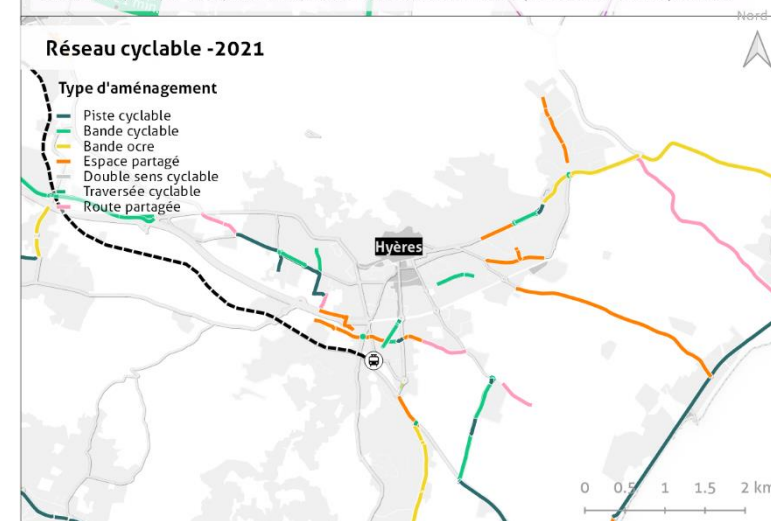 Nord
Réseau cyclable -2021
Type d'aménagement
Piste cyclable
Bande cyclable
Bande ocre
Espace partagé
Double sens cyclable
Traversée cyclable
Route partagée
Hyères
0 0.5 1 1.5 2 km